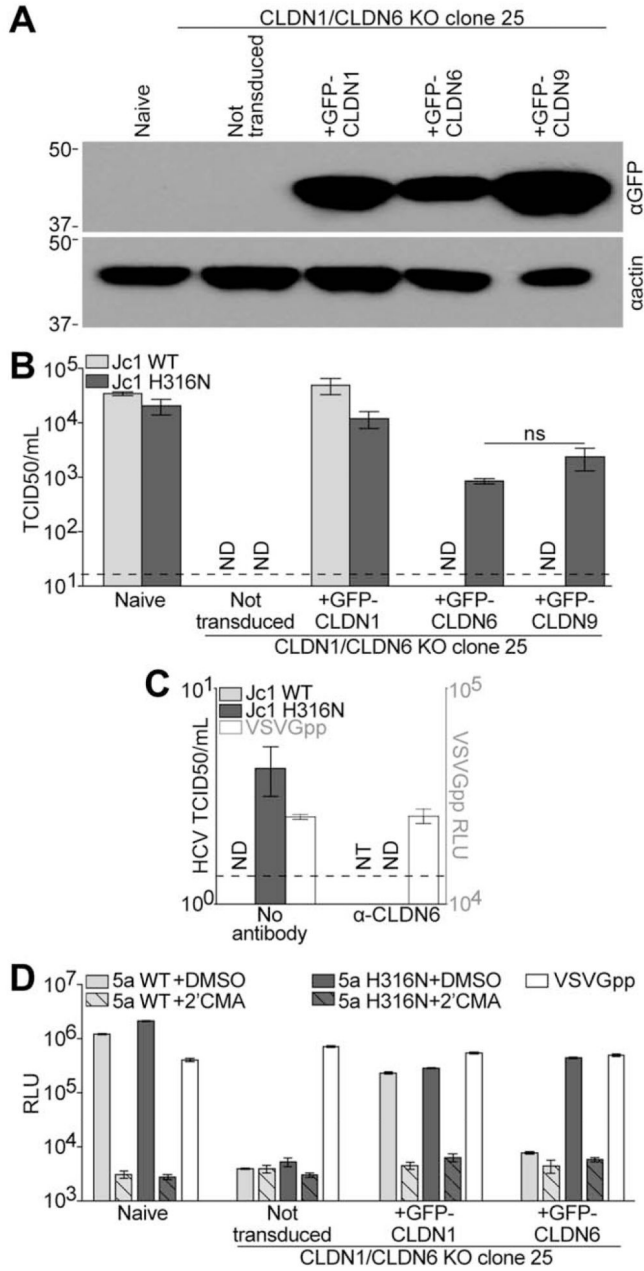 A
CLDN1/CLDN6 KO clone 25
Naive
Not
transduced
+GFP-
CLDN1
+GFP-
CLDN6
+GFP-
CLDN9
50-
37-
αGFP
50-
37-
αactin
B
Jc1 WT
Jc1 H316N
TCID50/mL
10⁵
10⁴
10³
10²
10¹
ND
ND
ND
ND
ns
Naive
Not
transduced
+GFP-
CLDN1
+GFP-
CLDN6
+GFP-
CLDN9
CLDN1/CLDN6 KO clone 25
C
Jc1 WT
Jc1 H316N
VSVGpp
HCV TCID50/mL
10¹
10⁰
VSVGpp RLU
10⁵
10⁴
ND
NT
ND
No
antibody
α-CLDN6
D
5a WT+DMSO
5a WT+2'CMA
5a H316N+DMSO
5a H316N+2'CMA
VSVGpp
RLU
10⁷
10⁶
10⁵
10⁴
10³
Naive
Not
transduced
+GFP-
CLDN1
+GFP-
CLDN6
CLDN1/CLDN6 KO clone 25